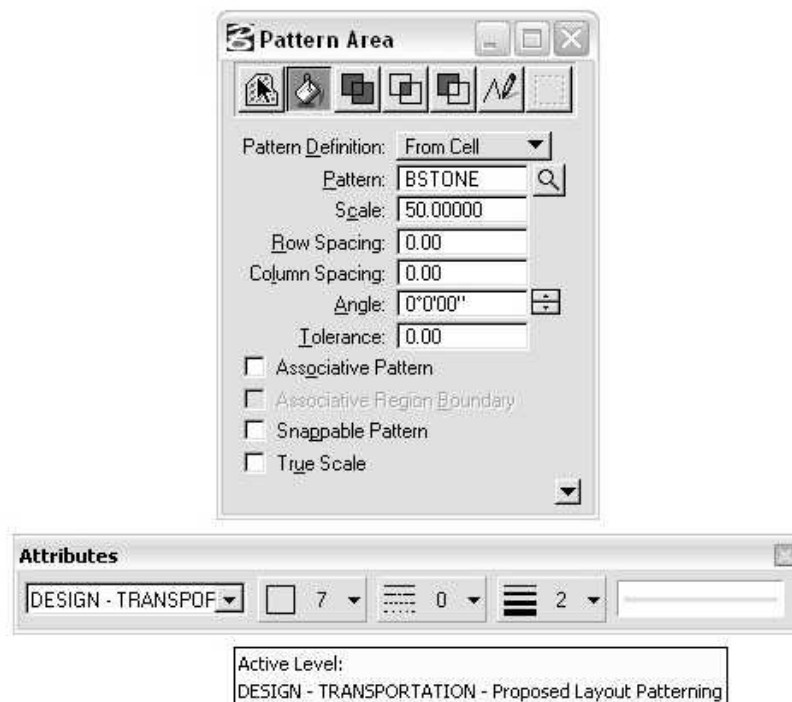 Pattern Area
Pattern Definition: From Cell
Pattern: BSTONE
Scale: 50.00000
Row Spacing: 0.00
Column Spacing: 0.00
Angle: 0°0'00"
Tolerance: 0.00
Associative Pattern
Associative Region Boundary
Snappable Pattern
True Scale
Attributes
DESIGN - TRANSPOF 7 0 2
Active Level:
DESIGN - TRANSPORTATION - Proposed Layout Patterning